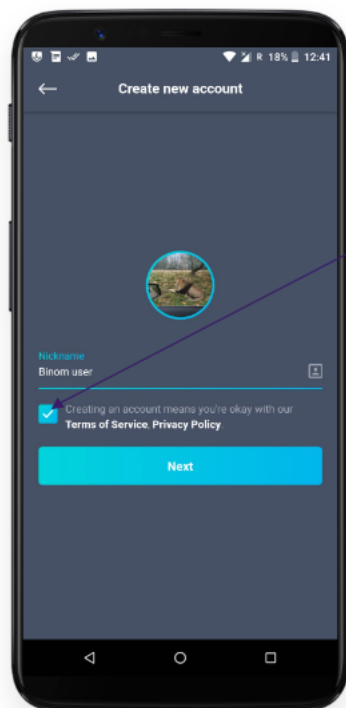 R 18% 12:41
Create new account
Nickname
Binom user
Creating an account means you're okay with our
Terms of Service, Privacy Policy
Next